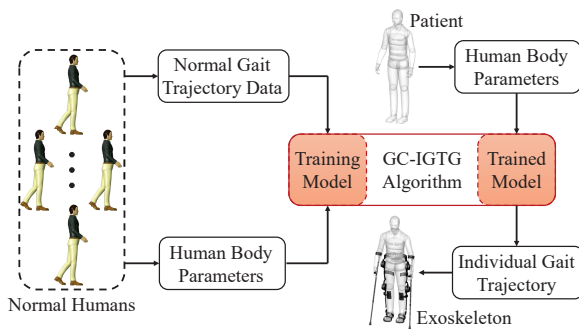 Patient
Normal Gait
Trajectory Data
Human Body
Parameters
Training
Model
GC-IGTG
Algorithm
Trained
Model
Human Body
Parameters
Individual Gait
Trajectory
Normal Humans
Exoskeleton